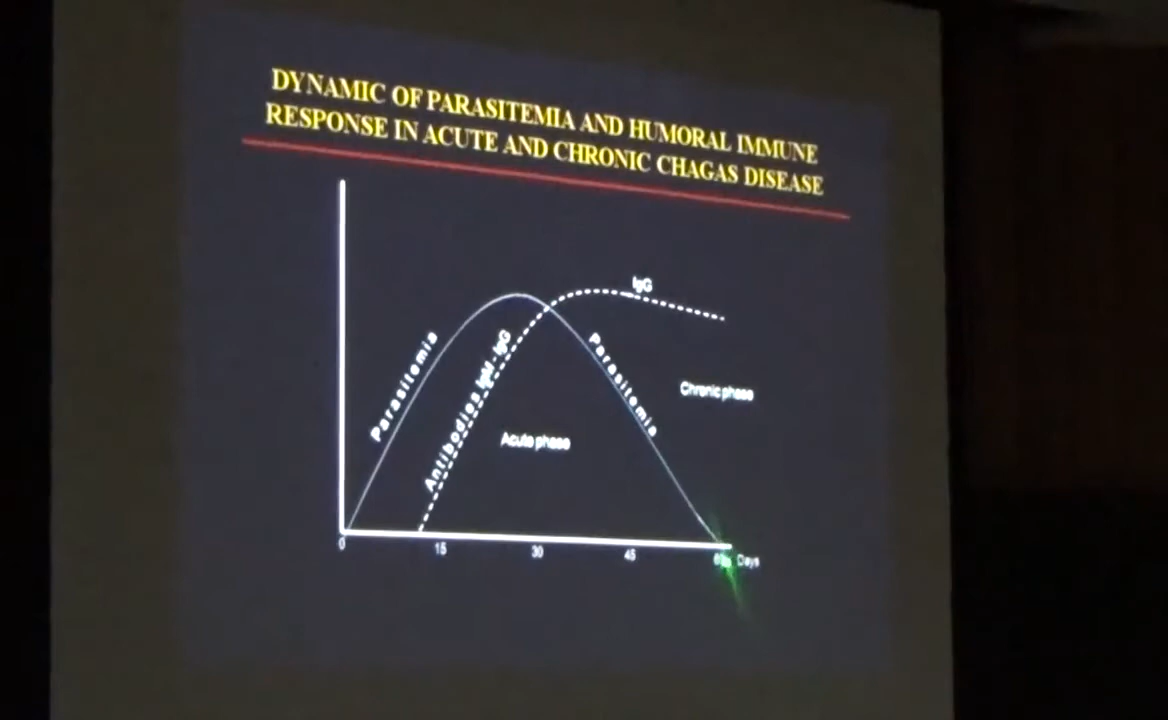 DYNAMIC OF PARASITEMIA AND HUMORAL IMMUNE
RESPONSE IN ACUTE AND CHRONIC CHAGAS DISEASE
IgG
Parasitemia
Antibodies IgM - IgG
Parasitemia
Chronic phase
Acute phase
0
15
30
45
Days